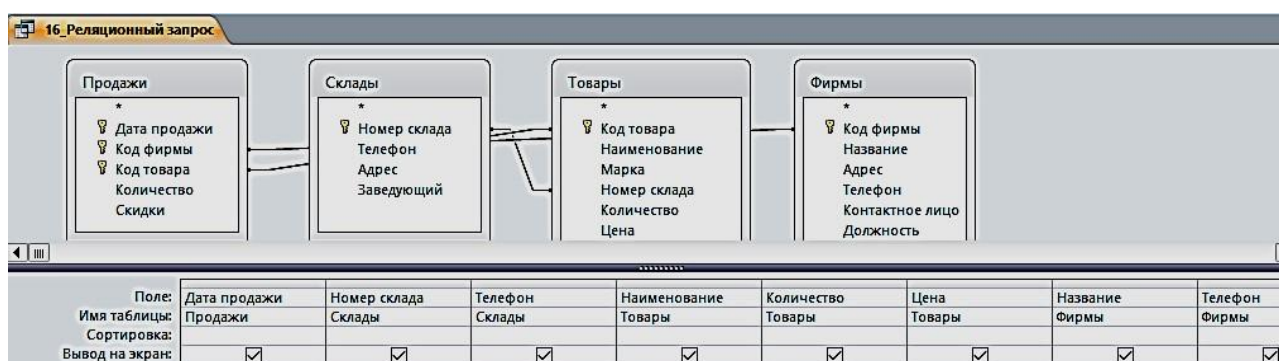 16_Реляционный запрос
Продажи
*
Дата продажи
Код фирмы
Код товара
Количество
Скидки
Склады
*
Номер склада
Телефон
Адрес
Заведующий
Товары
*
Код товара
Наименование
Марка
Номер склада
Количество
Цена
Фирмы
*
Код фирмы
Название
Адрес
Телефон
Контактное лицо
Должность
Поле: Дата продажи Номер склада Телефон Наименование Количество Цена Название Телефон
Имя таблицы: Продажи Склады Склады Товары Товары Товары Фирмы Фирмы
Сортировка:
Вывод на экран: